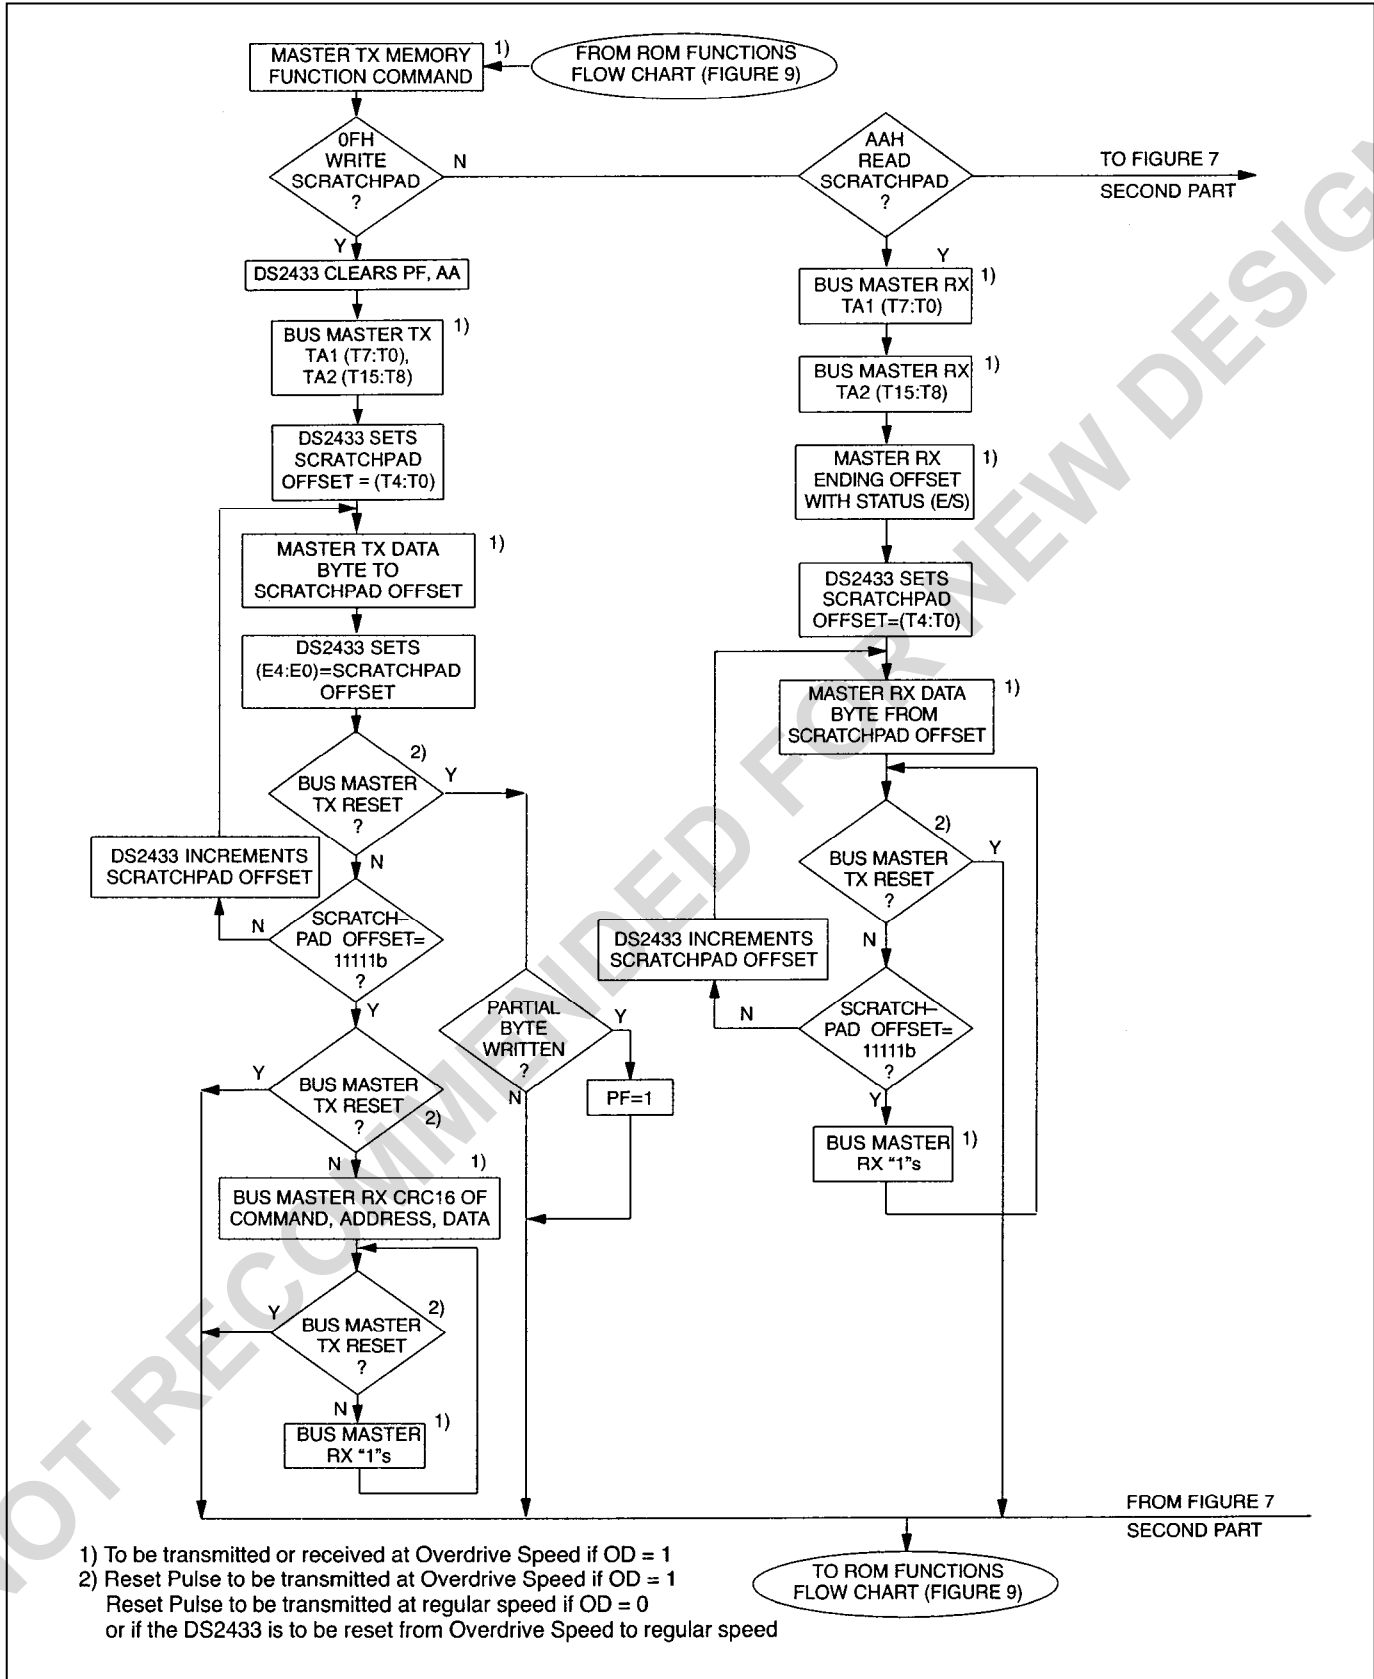 MASTER TX MEMORY
FUNCTION COMMAND
1)
FROM ROM FUNCTIONS
FLOW CHART (FIGURE 9)
0FH
WRITE
SCRATCHPAD
?
N
Y
AAH
READ
SCRATCHPAD
?
Y
TO FIGURE 7
SECOND PART
DS2433 CLEARS PF, AA
BUS MASTER TX
TA1 (T7:T0),
TA2 (T15:T8)
1)
DS2433 SETS
SCRATCHPAD
OFFSET = (T4:T0)
MASTER TX DATA
BYTE TO
SCRATCHPAD OFFSET
1)
DS2433 SETS
(E4:E0)=SCRATCHPAD
OFFSET
BUS MASTER
TX RESET
?
2)
Y
N
DS2433 INCREMENTS
SCRATCHPAD OFFSET
SCRATCH–
PAD OFFSET=
11111b
?
N
Y
PARTIAL
BYTE
WRITTEN
?
Y
N
PF=1
BUS MASTER
TX RESET
?
2)
Y
N
BUS MASTER RX CRC16 OF
COMMAND, ADDRESS, DATA
1)
BUS MASTER
TX RESET
?
2)
Y
N
BUS MASTER
RX “1”s
1)
BUS MASTER RX
TA1 (T7:T0)
1)
BUS MASTER RX
TA2 (T15:T8)
1)
MASTER RX
ENDING OFFSET
WITH STATUS (E/S)
1)
DS2433 SETS
SCRATCHPAD
OFFSET=(T4:T0)
MASTER RX DATA
BYTE FROM
SCRATCHPAD OFFSET
1)
BUS MASTER
TX RESET
?
2)
Y
N
DS2433 INCREMENTS
SCRATCHPAD OFFSET
SCRATCH–
PAD OFFSET=
11111b
?
N
Y
BUS MASTER
RX “1”s
1)
FROM FIGURE 7
SECOND PART
TO ROM FUNCTIONS
FLOW CHART (FIGURE 9)
1) To be transmitted or received at Overdrive Speed if OD = 1
2) Reset Pulse to be transmitted at Overdrive Speed if OD = 1
Reset Pulse to be transmitted at regular speed if OD = 0
or if the DS2433 is to be reset from Overdrive Speed to regular speed
NOT RECOMMENDED FOR NEW DESIGN